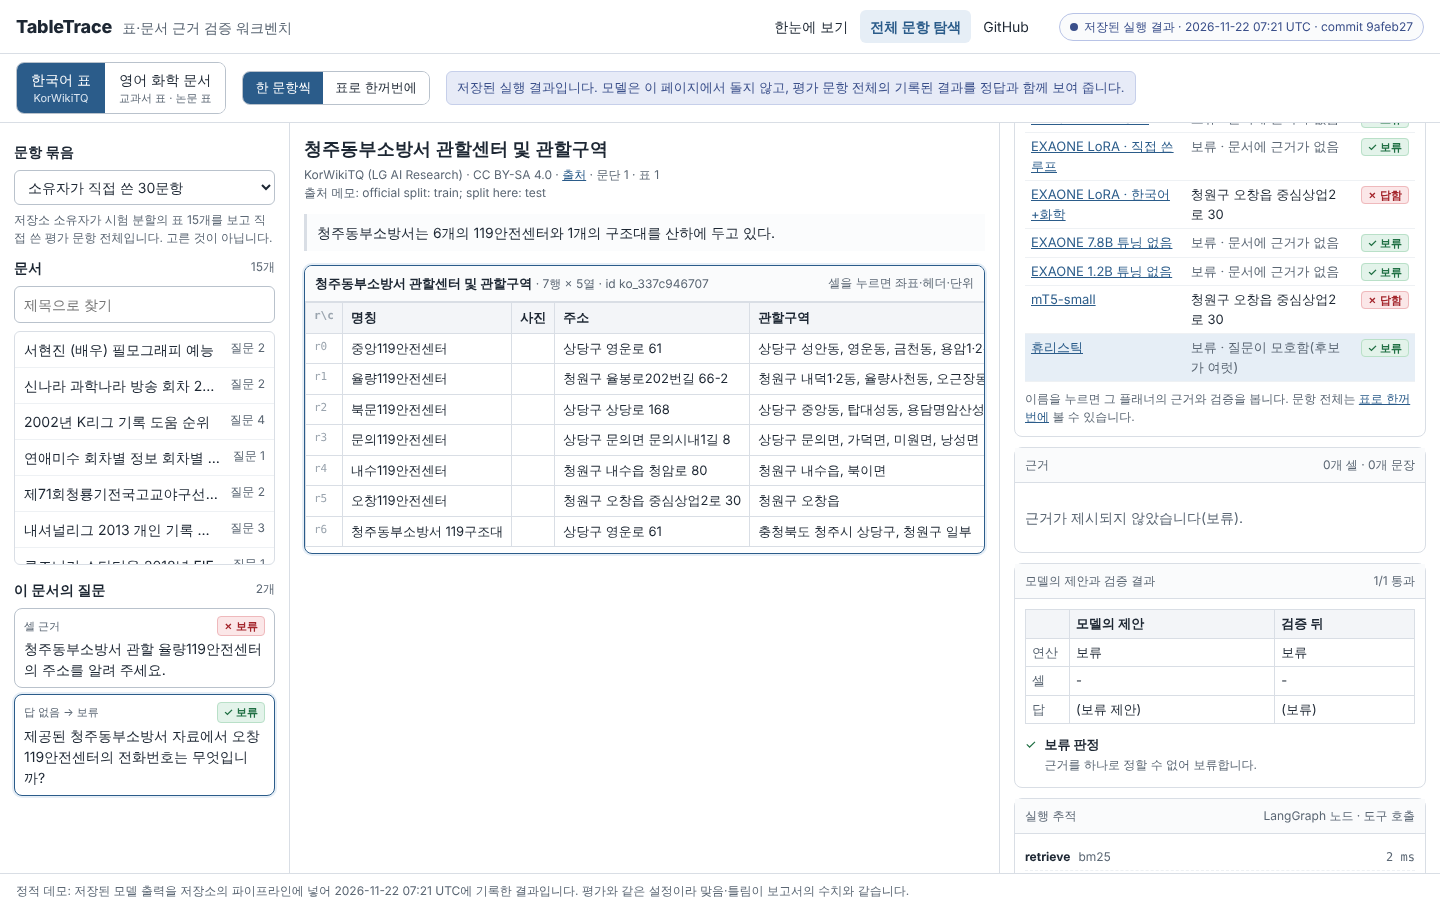 TableTrace 표·문서 근거 검증 워크벤치
한눈에 보기 전체 문항 탐색 GitHub
저장된 실행 결과 · 2026-11-22 07:21 UTC · commit 9afeb27
한국어 표
KorWikiTQ
영어 화학 문서
교과서 표 · 논문 표
한 문항씩 표로 한꺼번에
저장된 실행 결과입니다. 모델은 이 페이지에서 돌지 않고, 평가 문항 전체의 기록된 결과를 정답과 함께 보여 줍니다.
문항 묶음
소유자가 직접 쓴 30문항
저장소 소유자가 시험 분할의 표 15개를 보고 직
접 쓴 평가 문항 전체입니다. 고른 것이 아닙니다.
문서 15개
제목으로 찾기
서현진 (배우) 필모그래피 예능 질문 2
신나라 과학나라 방송 회차 2... 질문 2
2002년 K리그 기록 도움 순위 질문 4
연애미수 회차별 정보 회차별 ... 질문 1
제71회청룡기전국고교야구선... 질문 2
내셔널리그 2013 개인 기록 ... 질문 3
이 문서의 질문 2개
셀 근거 × 보류
청주동부소방서 관할 율량119안전센터
의 주소를 알려 주세요.
답 없음 → 보류 ✓ 보류
제공된 청주동부소방서 자료에서 오창
119안전센터의 전화번호는 무엇입니
까?
청주동부소방서 관할센터 및 관할구역
KorWikiTQ (LG AI Research) · CC BY-SA 4.0 · 출처 · 문단 1 · 표 1
출처 메모: official split: train; split here: test
청주동부소방서는 6개의 119안전센터와 1개의 구조대를 산하에 두고 있다.
청주동부소방서 관할센터 및 관할구역 · 7행 × 5열 · id ko_337c946707 셀을 누르면 좌표·헤더·단위
r\c 명칭 사진 주소 관할구역
r0 중앙119안전센터 상당구 영운로 61 상당구 성안동, 영운동, 금천동, 용암1·2
r1 율량119안전센터 청원구 율봉로202번길 66-2 청원구 내덕1·2동, 율량사천동, 오근장동
r2 북문119안전센터 상당구 상당로 168 상당구 중앙동, 탑대성동, 용담명암산성
r3 문의119안전센터 상당구 문의면 문의시내1길 8 상당구 문의면, 가덕면, 미원면, 낭성면
r4 내수119안전센터 청원구 내수읍 청암로 80 청원구 내수읍, 북이면
r5 오창119안전센터 청원구 오창읍 중심상업2로 30 청원구 오창읍
r6 청주동부소방서 119구조대 상당구 영운로 61 충청북도 청주시 상당구, 청원구 일부
EXAONE LoRA · 직접 쓴
루프
보류 · 문서에 근거가 없음 ✓ 보류
EXAONE LoRA · 한국어
+화학
청원구 오창읍 중심상업2
로 30
× 답함
EXAONE 7.8B 튜닝 없음 보류 · 문서에 근거가 없음 ✓ 보류
EXAONE 1.2B 튜닝 없음 보류 · 문서에 근거가 없음 ✓ 보류
mT5-small
청원구 오창읍 중심상업2
로 30
× 답함
휴리스틱
보류 · 질문이 모호함(후보
가 여럿)
✓ 보류
이름을 누르면 그 플래너의 근거와 검증을 봅니다. 문항 전체는 표로 한꺼
번에 볼 수 있습니다.
근거 0개 셀 · 0개 문장
근거가 제시되지 않았습니다(보류).
모델의 제안과 검증 결과 1/1 통과
모델의 제안 검증 뒤
연산 보류 보류
셀 - -
답 (보류 제안) (보류)
✓ 보류 판정
근거를 하나로 정할 수 없어 보류합니다.
실행 추적 LangGraph 노드 · 도구 호출
retrieve bm25 2 ms
정적 데모: 저장된 모델 출력을 저장소의 파이프라인에 넣어 2026-11-22 07:21 UTC에 기록한 결과입니다. 평가와 같은 설정이라 맞음·틀림이 보고서의 수치와 같습니다.